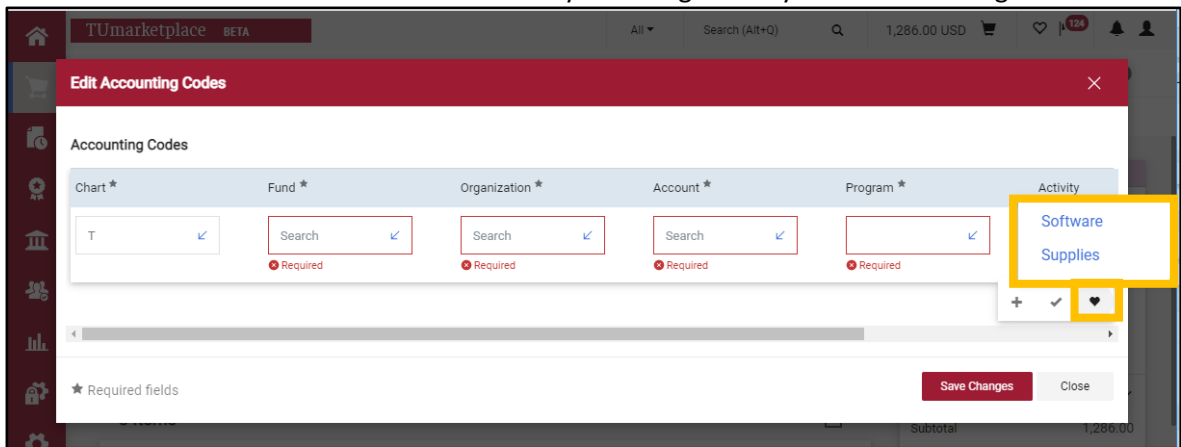 TUmarketplace BETA
All Search (Alt+Q) 1,286.00 USD 124
Edit Accounting Codes
Accounting Codes
Chart ★ Fund ★ Organization ★ Account ★ Program ★ Activity
T Search Search Search
Software
Supplies
Required Required Required Required
★ Required fields
Save Changes Close
Subtotal 1,286.00